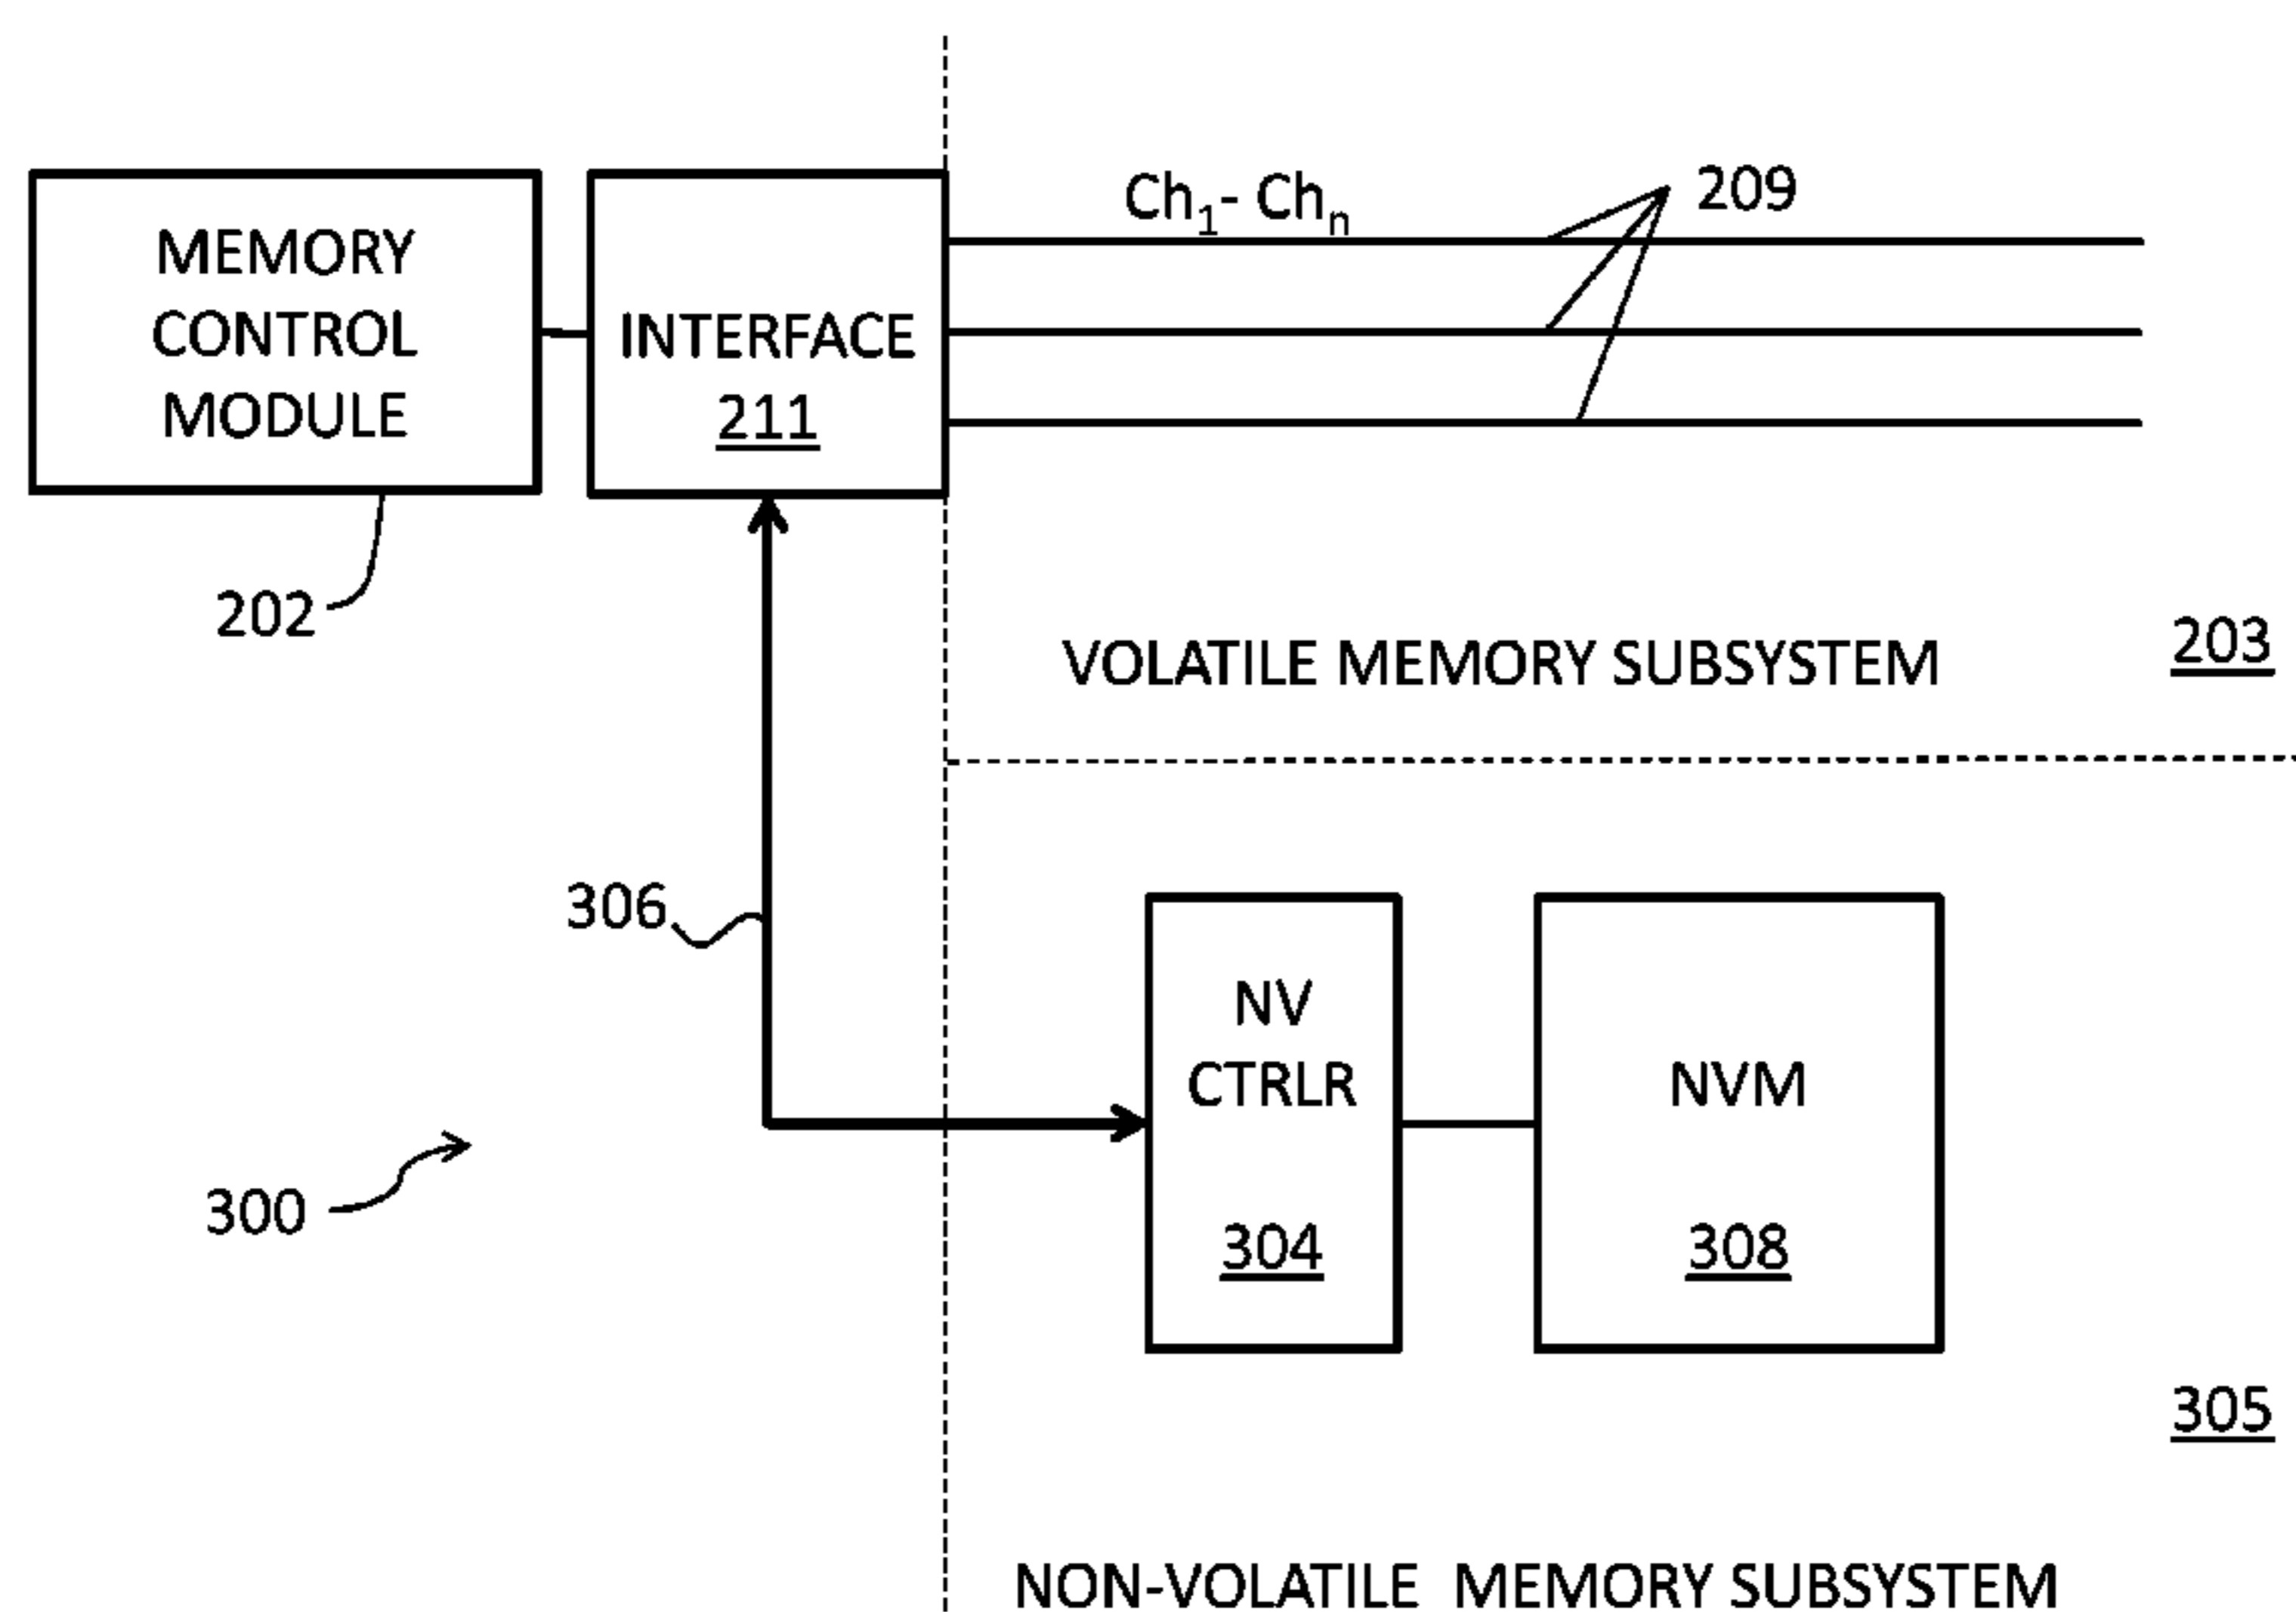 Ch1- Chn
209
MEMORY
CONTROL
MODULE
INTERFACE
211
202
VOLATILE MEMORY SUBSYSTEM
203
306
NV
CTRLR
304
NVM
308
300
305
NON-VOLATILE MEMORY SUBSYSTEM